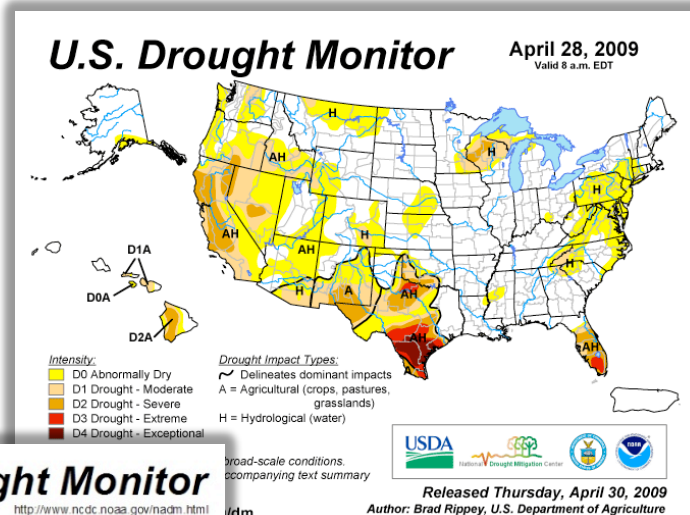 U.S. Drought Monitor
April 28, 2009
Valid 8 a.m. EDT
H
H
AH
H
AH
H
AH
H
H
A
AH
AH
AH
D1A
D0A
D2A
Intensity:
D0 Abnormally Dry
D1 Drought - Moderate
D2 Drought - Severe
D3 Drought - Extreme
D4 Drought - Exceptional
Drought Impact Types:
Delineates dominant impacts
A = Agricultural (crops, pastures,
grasslands)
H = Hydrological (water)
broad-scale conditions.
ccompanying text summary
USDA
National Drought Mitigation Center
NOAA
ght Monitor
http://www.ncdc.noaa.gov/nadm.html
/dm
Released Thursday, April 30, 2009
Author: Brad Rippey, U.S. Department of Agriculture